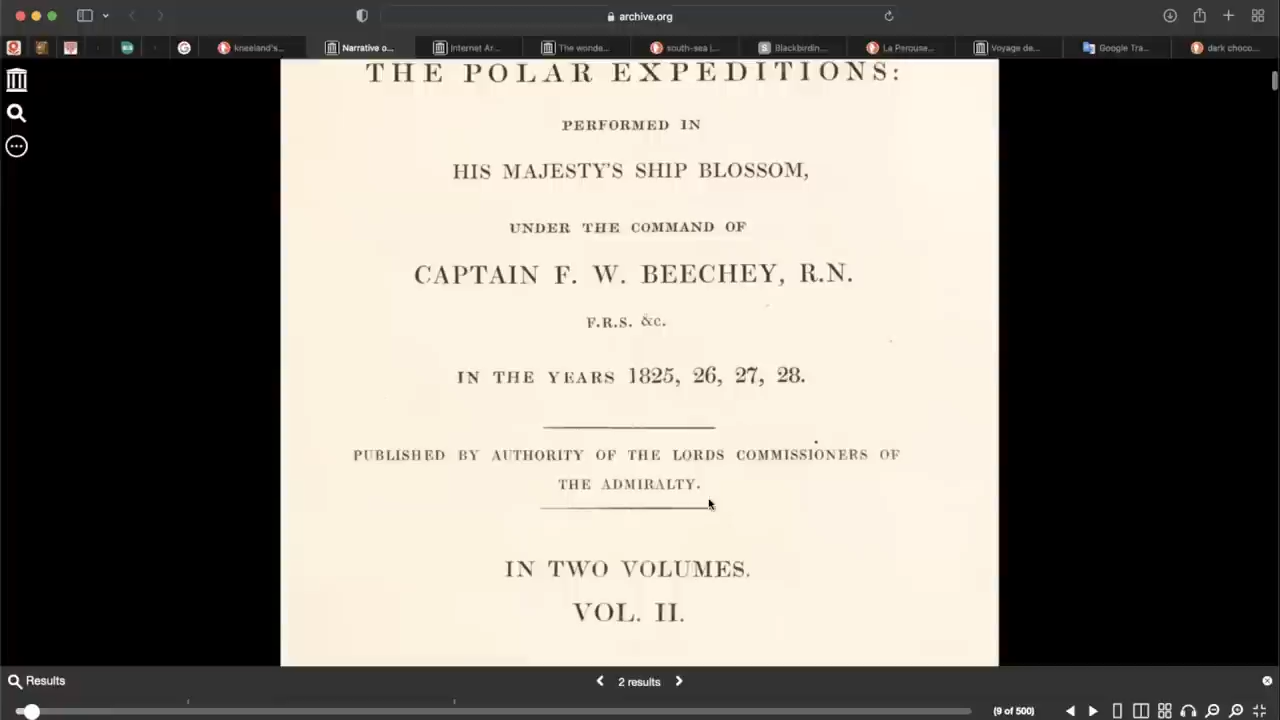 archive.org
kneeland's...
Narrative o...
Internet Ar...
The wonde...
south-sea i...
Blackbirdin...
La Perouse...
Voyage de...
Google Tra...
dark choco...
THE POLAR EXPEDITIONS:
PERFORMED IN
HIS MAJESTY'S SHIP BLOSSOM,
UNDER THE COMMAND OF
CAPTAIN F. W. BEECHEY, R.N.
F.R.S. &c.
IN THE YEARS 1825, 26, 27, 28.
PUBLISHED BY AUTHORITY OF THE LORDS COMMISSIONERS OF
THE ADMIRALTY.
IN TWO VOLUMES.
VOL. II.
Results
2 results
(9 of 500)